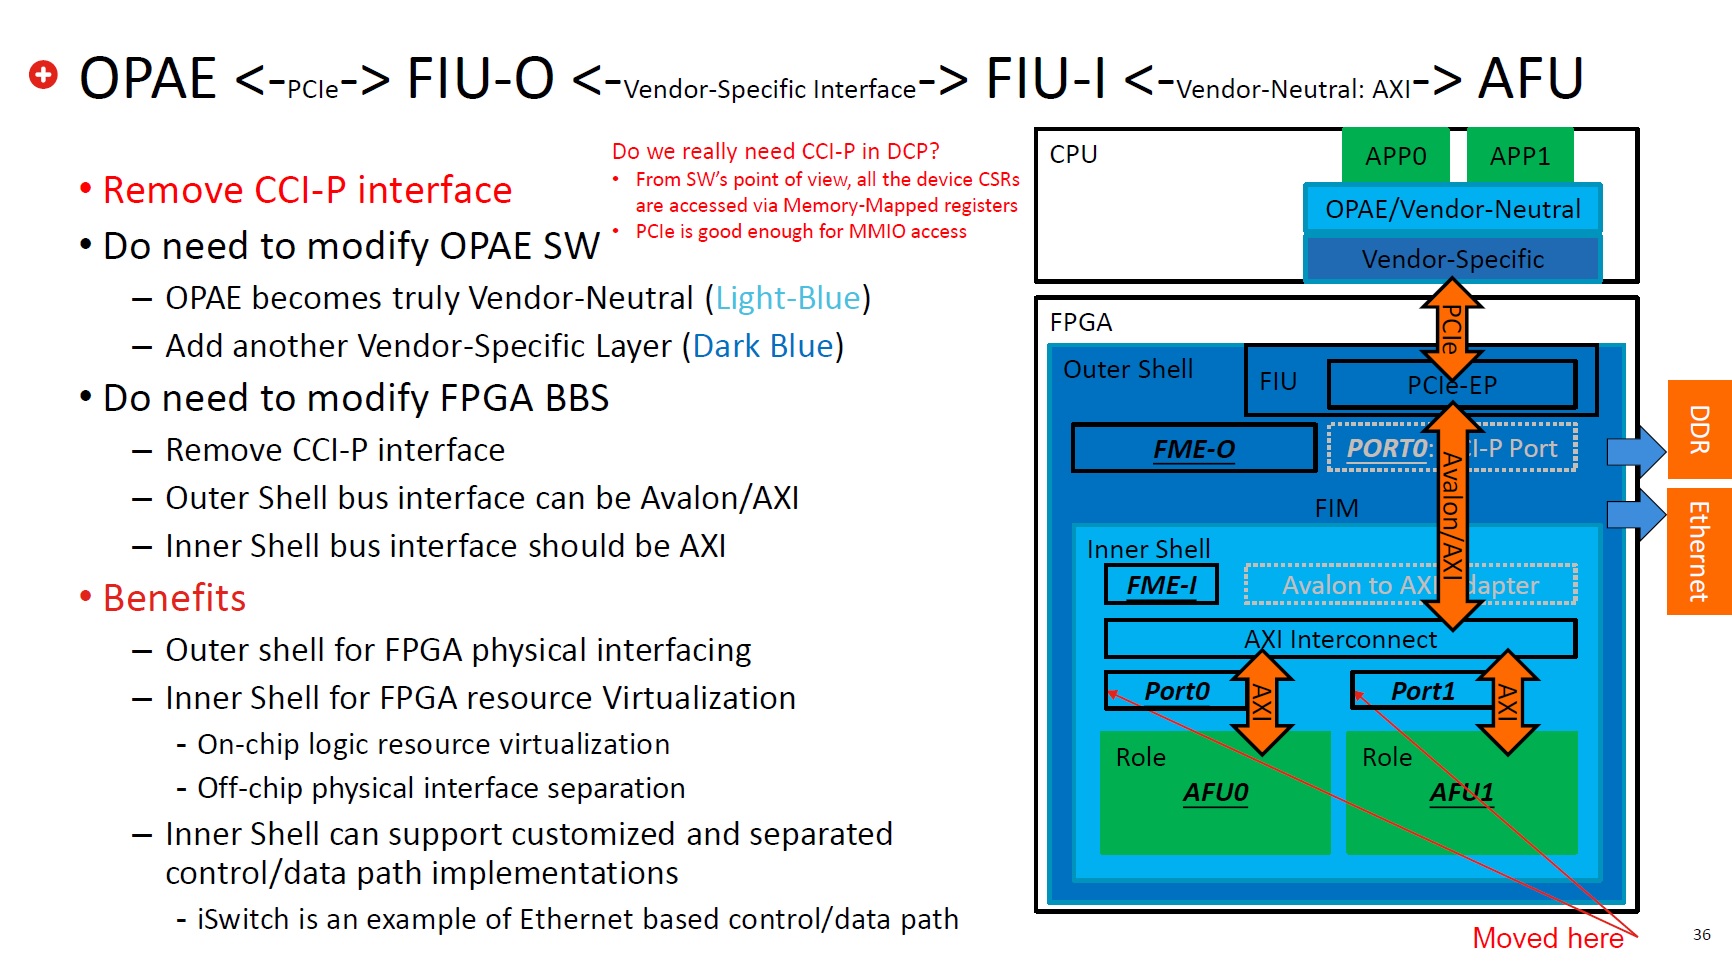 OPAE <-PCIe-> FIU-O <-Vendor-Specific Interface-> FIU-I <-Vendor-Neutral: AXI-> AFU
• Remove CCI-P interface
• Do need to modify OPAE SW
– OPAE becomes truly Vendor-Neutral (Light-Blue)
– Add another Vendor-Specific Layer (Dark Blue)
• Do need to modify FPGA BBS
– Remove CCI-P interface
– Outer Shell bus interface can be Avalon/AXI
– Inner Shell bus interface should be AXI
• Benefits
– Outer shell for FPGA physical interfacing
– Inner Shell for FPGA resource Virtualization
- On-chip logic resource virtualization
- Off-chip physical interface separation
– Inner Shell can support customized and separated
control/data path implementations
- iSwitch is an example of Ethernet based control/data path
Do we really need CCI-P in DCP?
• From SW's point of view, all the device CSRs
are accessed via Memory-Mapped registers
• PCIe is good enough for MMIO access
CPU
APP0
APP1
OPAE/Vendor-Neutral
Vendor-Specific
PCIe
FPGA
Outer Shell
FIU
PCIe-EP
FME-O
PORT0: CI-P Port
Avalon/AXI
FIM
Inner Shell
FME-I
Avalon to AXI dapter
AXI Interconnect
Port0
AXI
Port1
AXI
Role
AFU0
Role
AFU1
DDR
Ethernet
Moved here
36